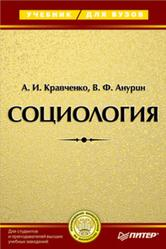 УЧЕБНИК ДЛЯ ВУЗОВ
А. И. Кравченко, В. Ф. Анурин
СОЦИОЛОГИЯ
Для студентов
и преподавателей высших
учебных заведений
ПИТЕР®